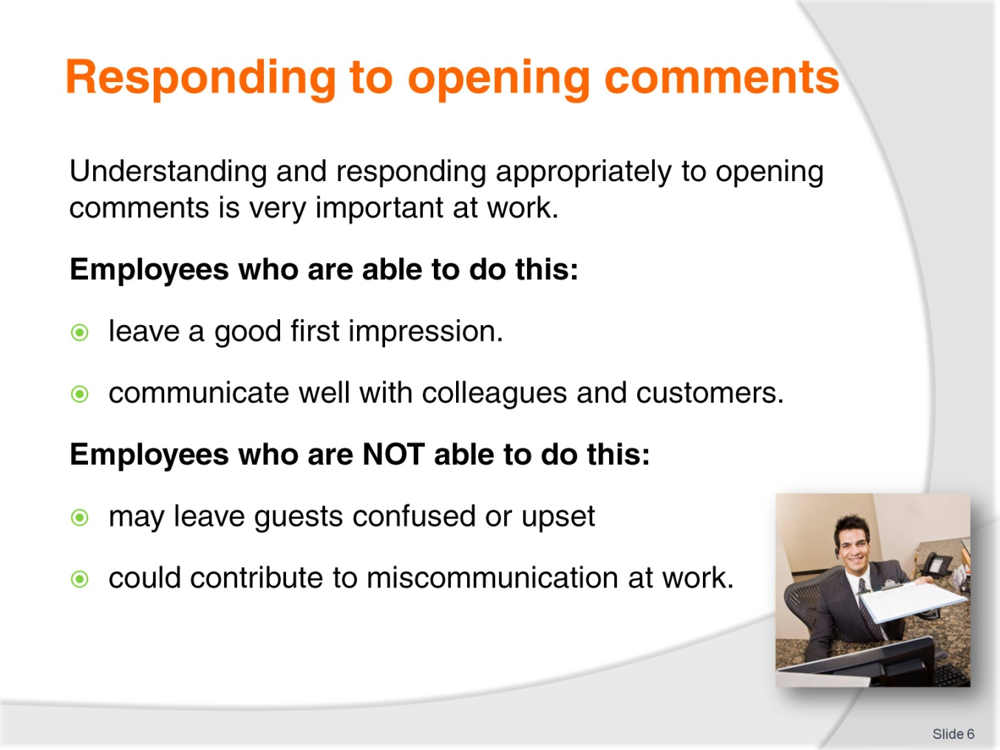 Responding to opening comments
Understanding and responding appropriately to opening
comments is very important at work.
Employees who are able to do this:
leave a good first impression.
communicate well with colleagues and customers.
Employees who are NOT able to do this:
may leave guests confused or upset
could contribute to miscommunication at work.
Slide 6